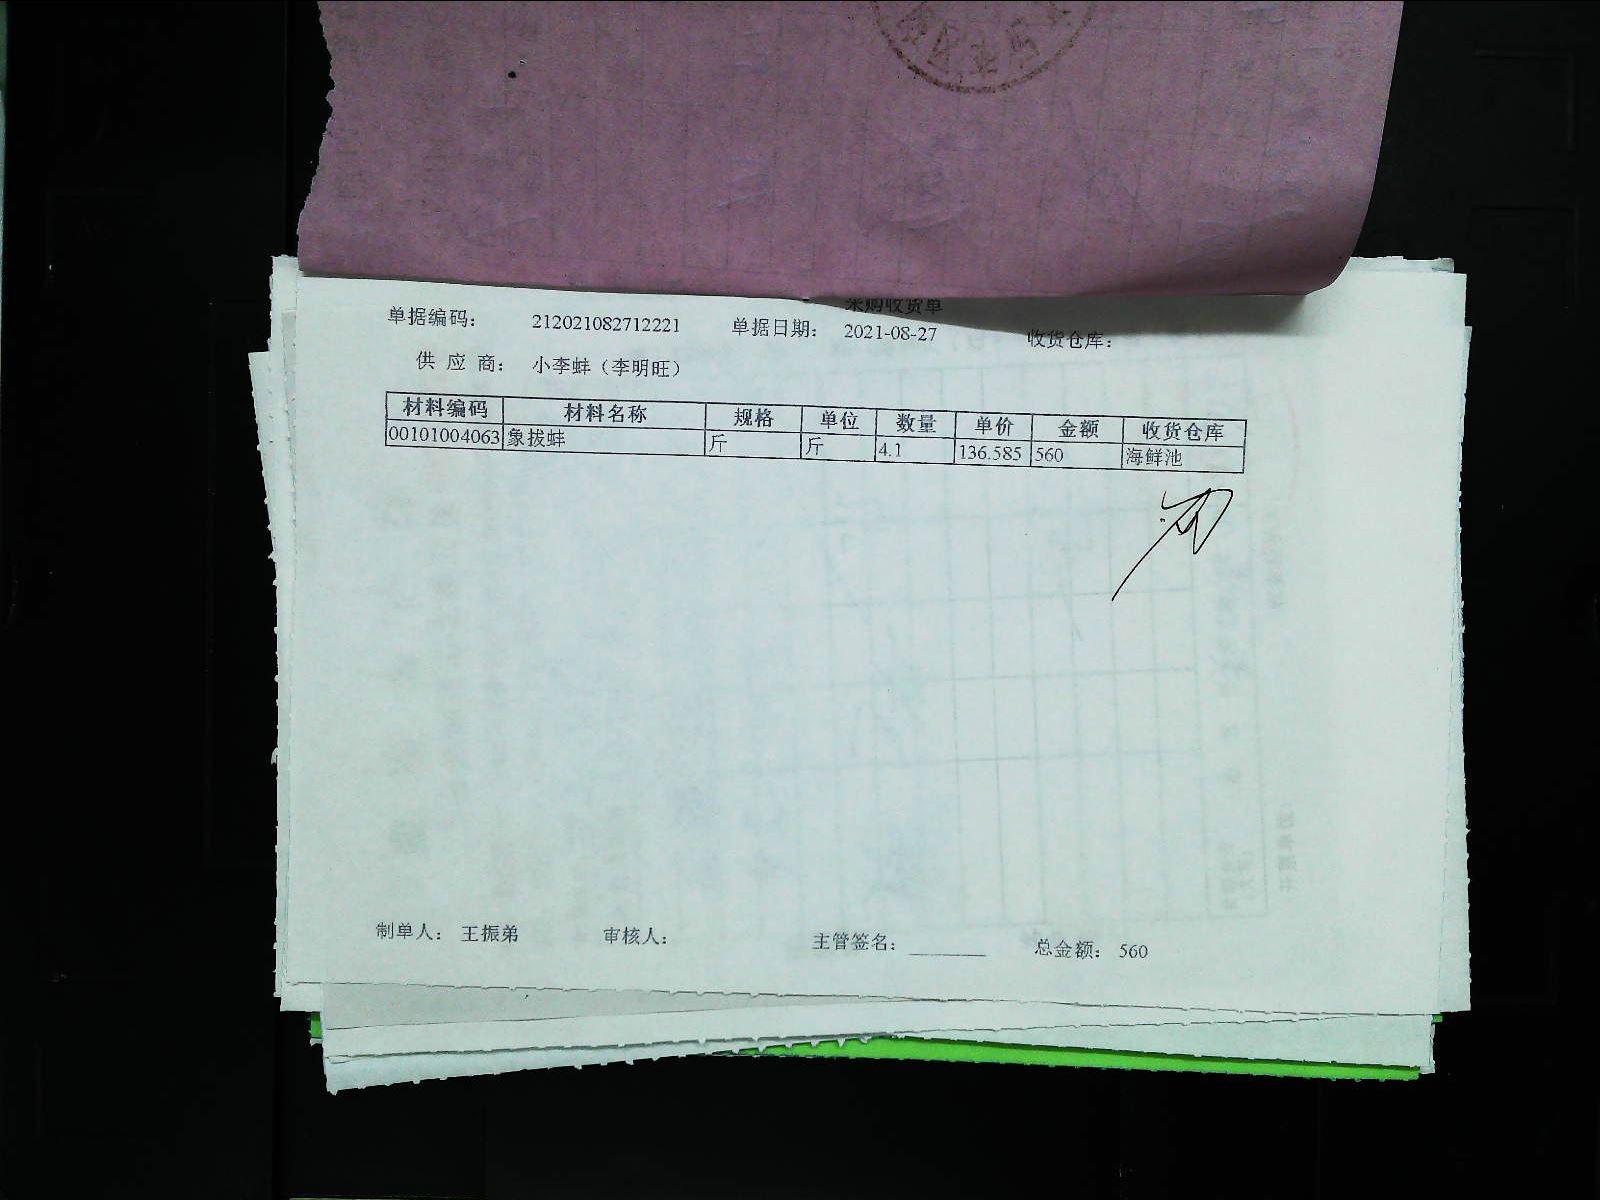 采购收货单
单据编码： 212021082712221 单据日期： 2021-08-27 收货仓库：
供 应 商： 小李蚌（李明旺）
材料编码 材料名称 规格 单位 数量 单价 金额 收货仓库
00101004063 象拔蚌 斤 斤 4.1 136.585 560 海鲜池
制单人： 王振弟 审核人： 主管签名： 总金额： 560